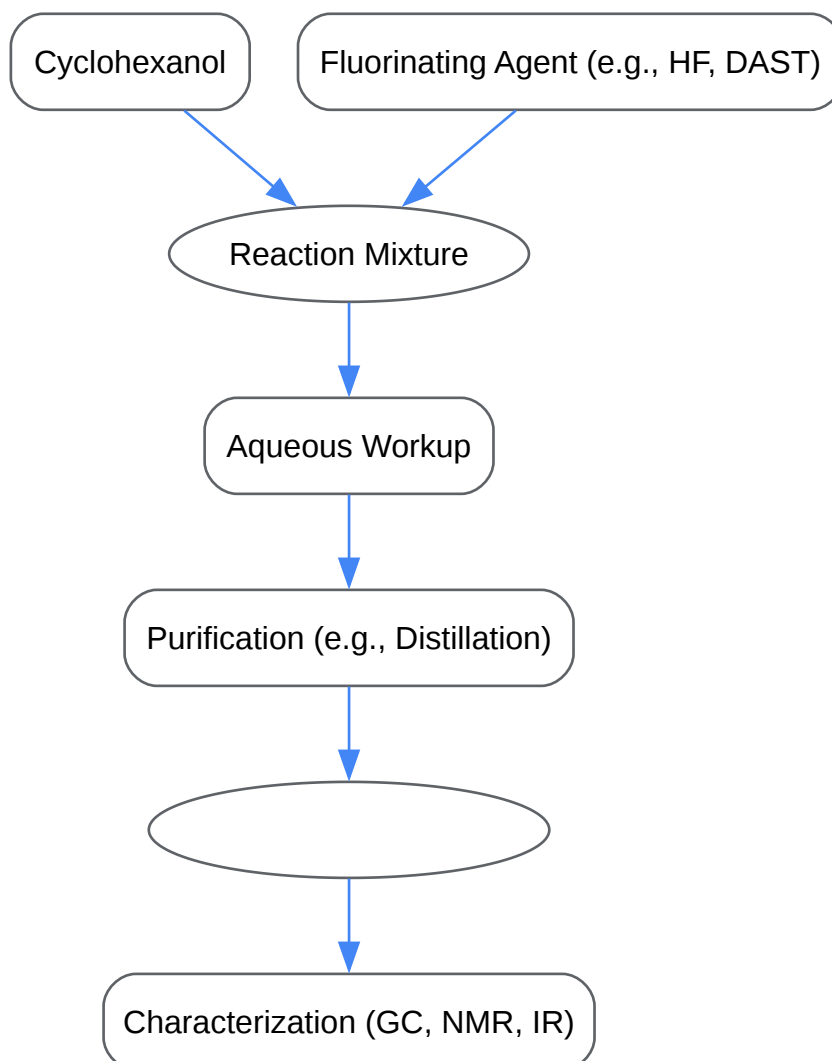 Cyclohexanol
Fluorinating Agent (e.g., HF, DAST)
Reaction Mixture
Aqueous Workup
Purification (e.g., Distillation)
Characterization (GC, NMR, IR)